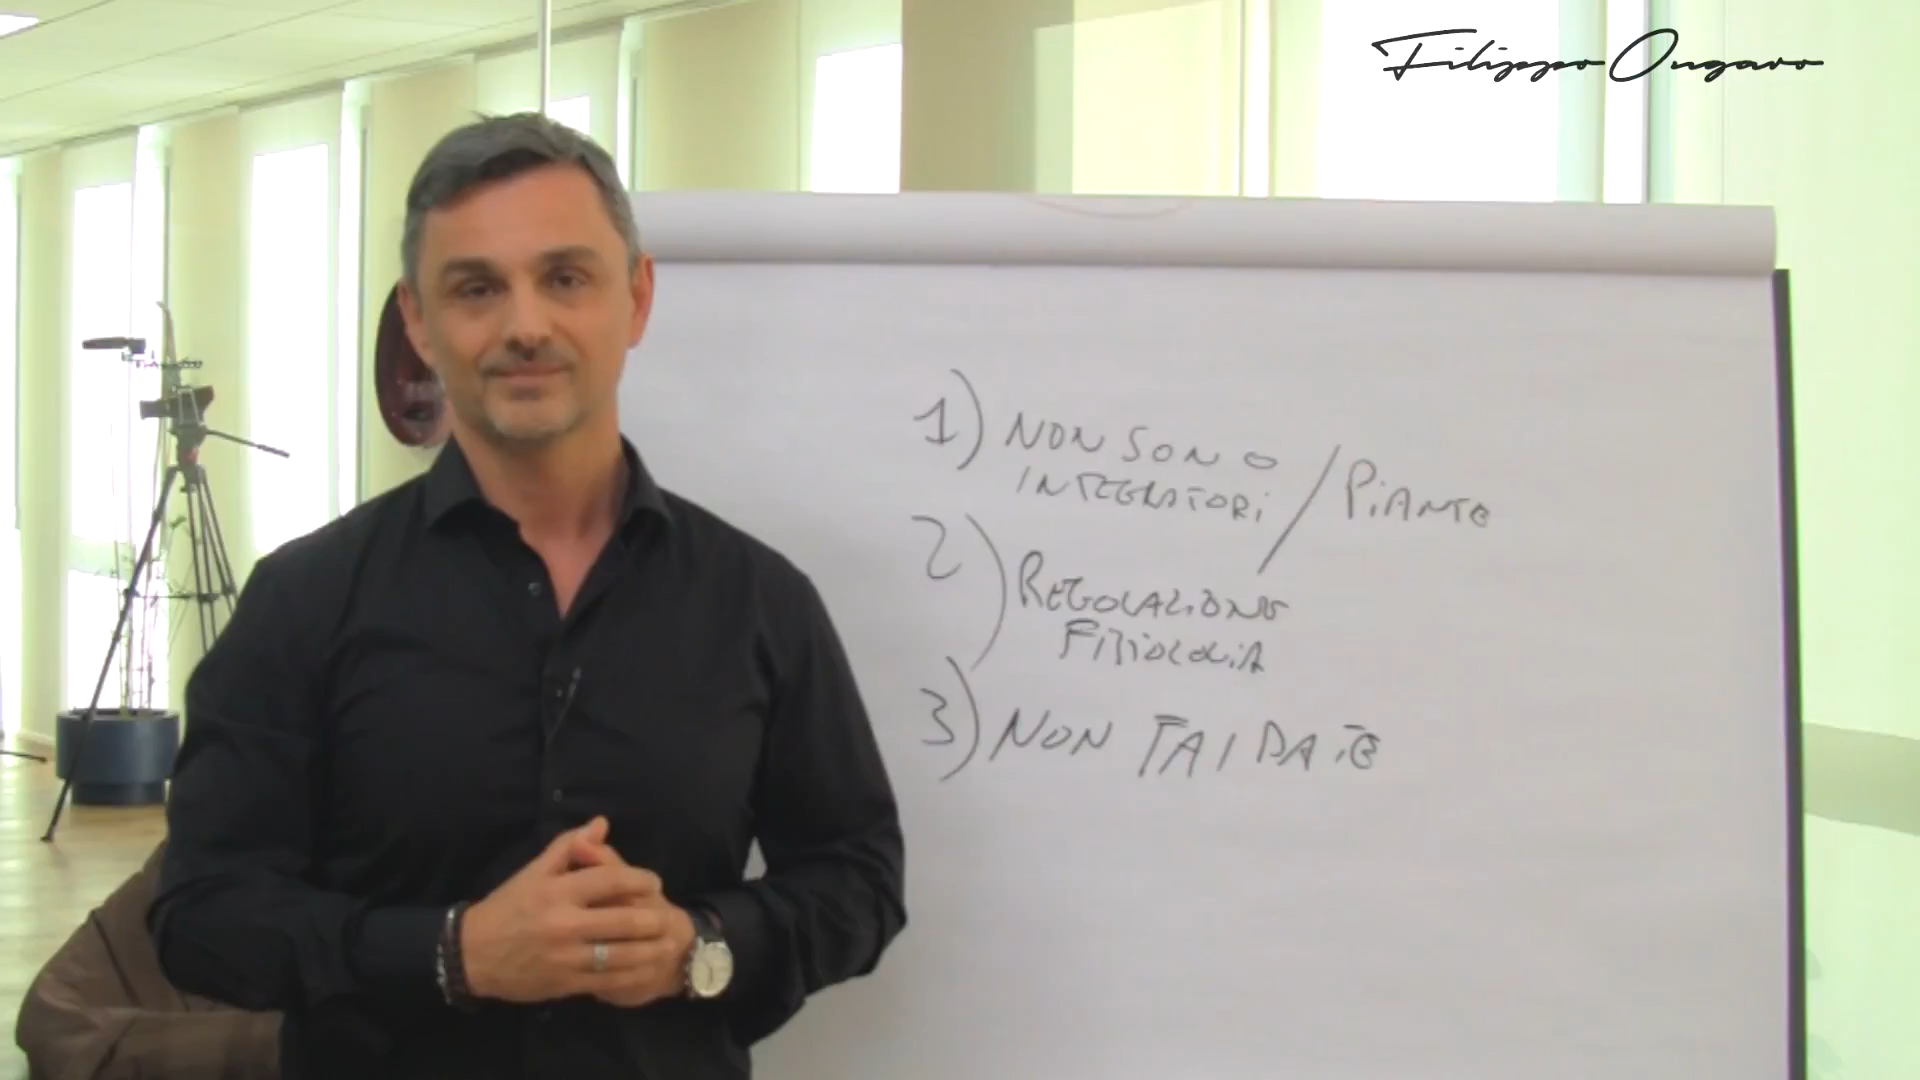 Filippo Ongaro
1) NON SONO / PIANTE
INTEGRATORI
2) REGOLAZIONE
FISIOLOGIA
3) NON FAI DA TE